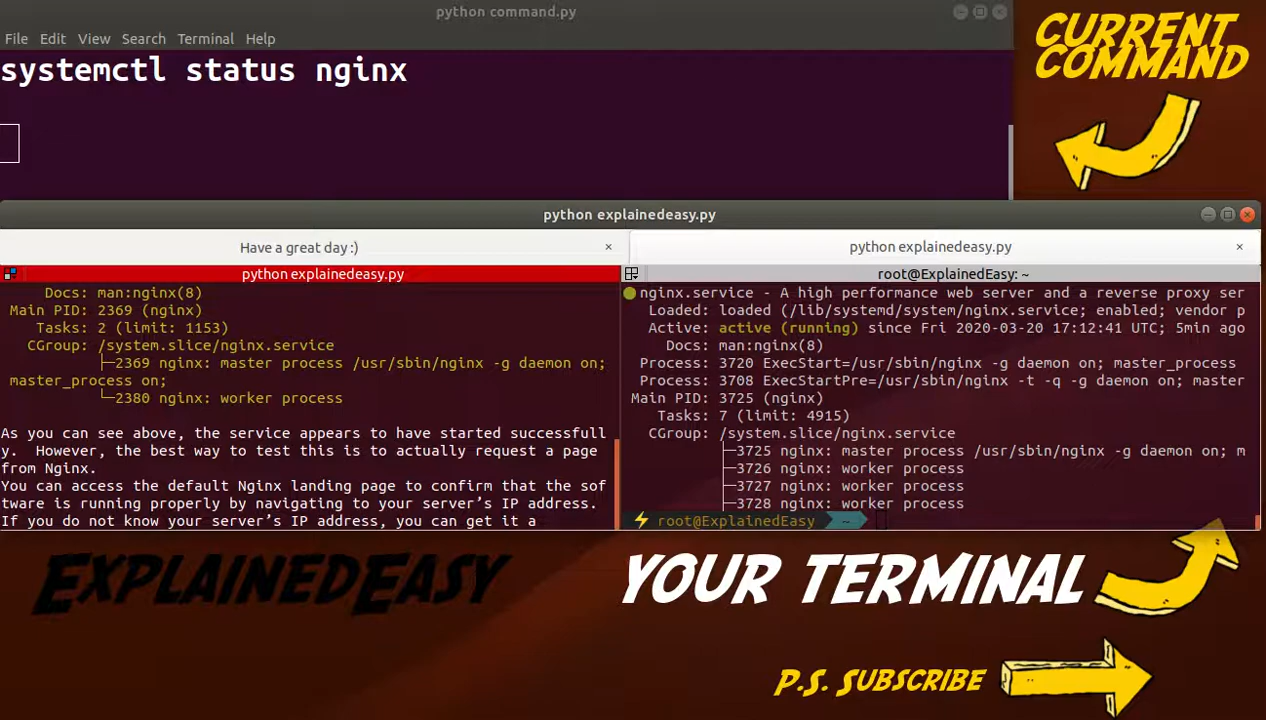 python command.py
File Edit View Search Terminal Help
systemctl status nginx
CURRENT
COMMAND
python explainedeasy.py
Have a great day :)
×
python explainedeasy.py
×
python explainedeasy.py
Docs: man:nginx(8)
Main PID: 2369 (nginx)
Tasks: 2 (limit: 1153)
CGroup: /system.slice/nginx.service
├─2369 nginx: master process /usr/sbin/nginx -g daemon on;
master_process on;
└─2380 nginx: worker process
As you can see above, the service appears to have started successfull
y.  However, the best way to test this is to actually request a page
from Nginx.
You can access the default Nginx landing page to confirm that the sof
tware is running properly by navigating to your server’s IP address.
If you do not know your server’s IP address, you can get it a
root@ExplainedEasy: ~
nginx.service - A high performance web server and a reverse proxy ser
Loaded: loaded (/lib/systemd/system/nginx.service; enabled; vendor p
Active: active (running) since Fri 2020-03-20 17:12:41 UTC; 5min ago
Docs: man:nginx(8)
Process: 3720 ExecStart=/usr/sbin/nginx -g daemon on; master_process
Process: 3708 ExecStartPre=/usr/sbin/nginx -t -q -g daemon on; master
Main PID: 3725 (nginx)
Tasks: 7 (limit: 4915)
CGroup: /system.slice/nginx.service
├─3725 nginx: master process /usr/sbin/nginx -g daemon on; m
├─3726 nginx: worker process
├─3727 nginx: worker process
├─3728 nginx: worker process
⚡ root@ExplainedEasy ~
EXPLAINEDEASY
YOUR TERMINAL
P.S. SUBSCRIBE